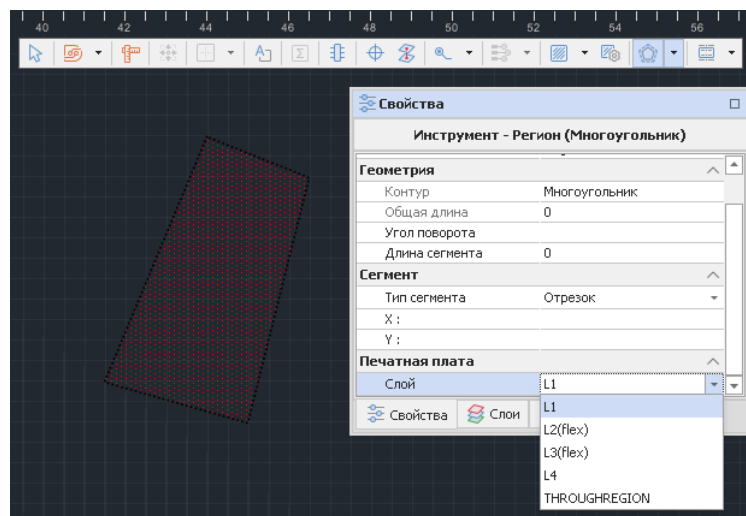 40 42 44 46 48 50 52 54 56
Свойства
Инструмент - Регион (Многоугольник)
Геометрия
Контур Многоугольник
Общая длина 0
Угол поворота
Длина сегмента 0
Сегмент
Тип сегмента Отрезок
X :
Y :
Печатная плата
Слой L1
Свойства Слои
L1
L2(flex)
L3(flex)
L4
THROUGHREGION